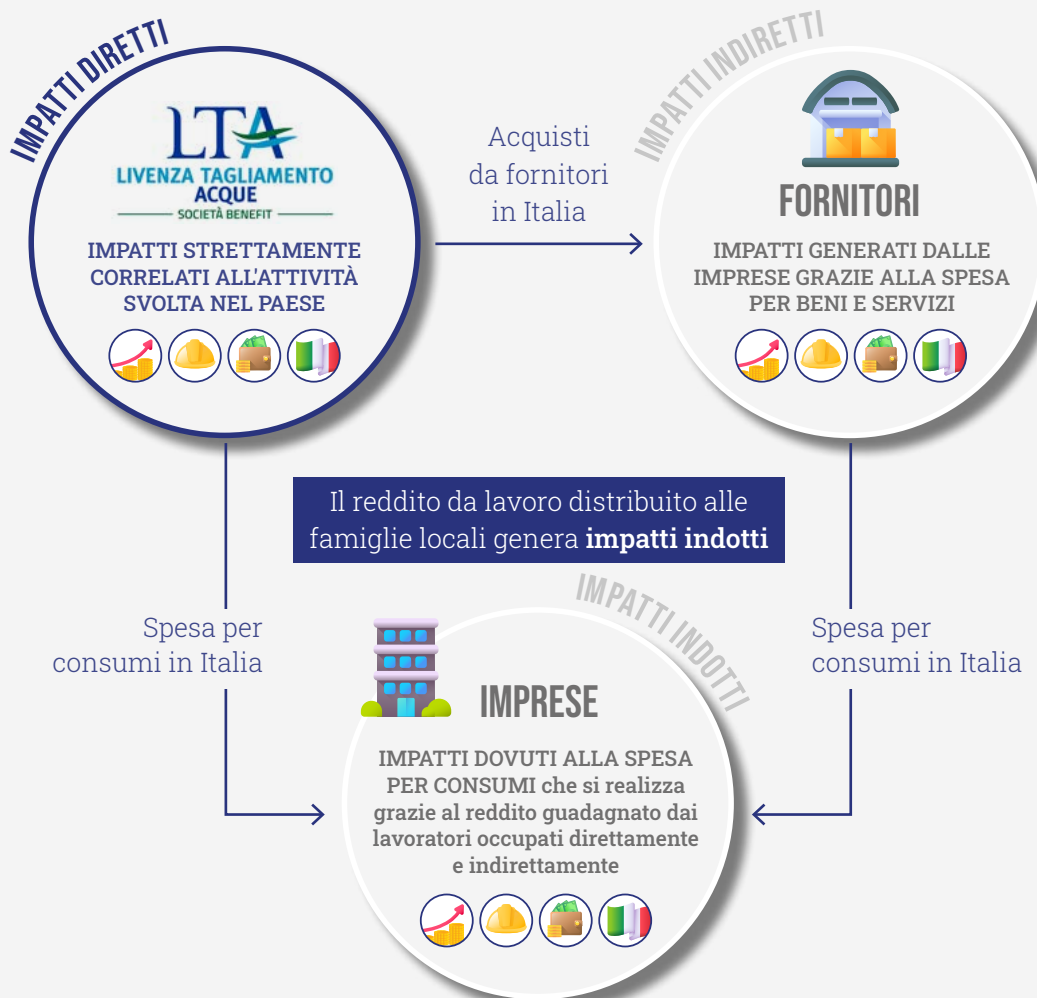 IMPATTI DIRETTI
LTA
LIVENZA TAGLIAMENTO
ACQUE
SOCIETÀ BENEFIT
IMPATTI STRETTAMENTE
CORRELATI ALL'ATTIVITÀ
SVOLTA NEL PAESE
Acquisti
da fornitori
in Italia
IMPATTI INDIRETTI
FORNITORI
IMPATTI GENERATI DALLE
IMPRESE GRAZIE ALLA SPESA
PER BENI E SERVIZI
Il reddito da lavoro distribuito alle
famiglie locali genera impatti indotti
Spesa per
consumi in Italia
Spesa per
consumi in Italia
IMPATTI INDOTTI
IMPRESE
IMPATTI DOVUTI ALLA SPESA
PER CONSUMI che si realizza
grazie al reddito guadagnato dai
lavoratori occupati direttamente
e indirettamente